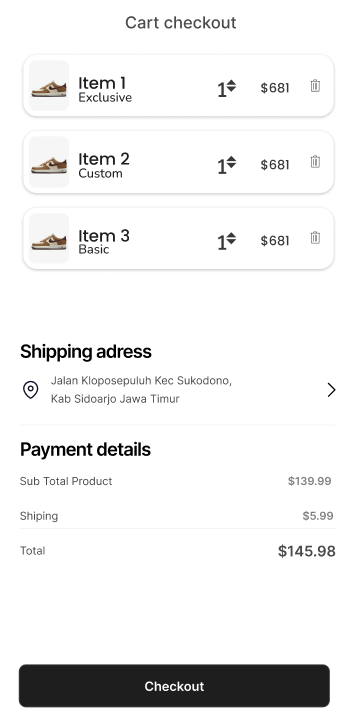 Cart checkout
Item 1
Exclusive
1
$681
Item 2
Custom
1
$681
Item 3
Basic
1
$681
Shipping adress
Jalan Kloposepuluh Kec Sukodono,
Kab Sidoarjo Jawa Timur
Payment details
Sub Total Product $139.99
Shiping $5.99
Total $145.98
Checkout